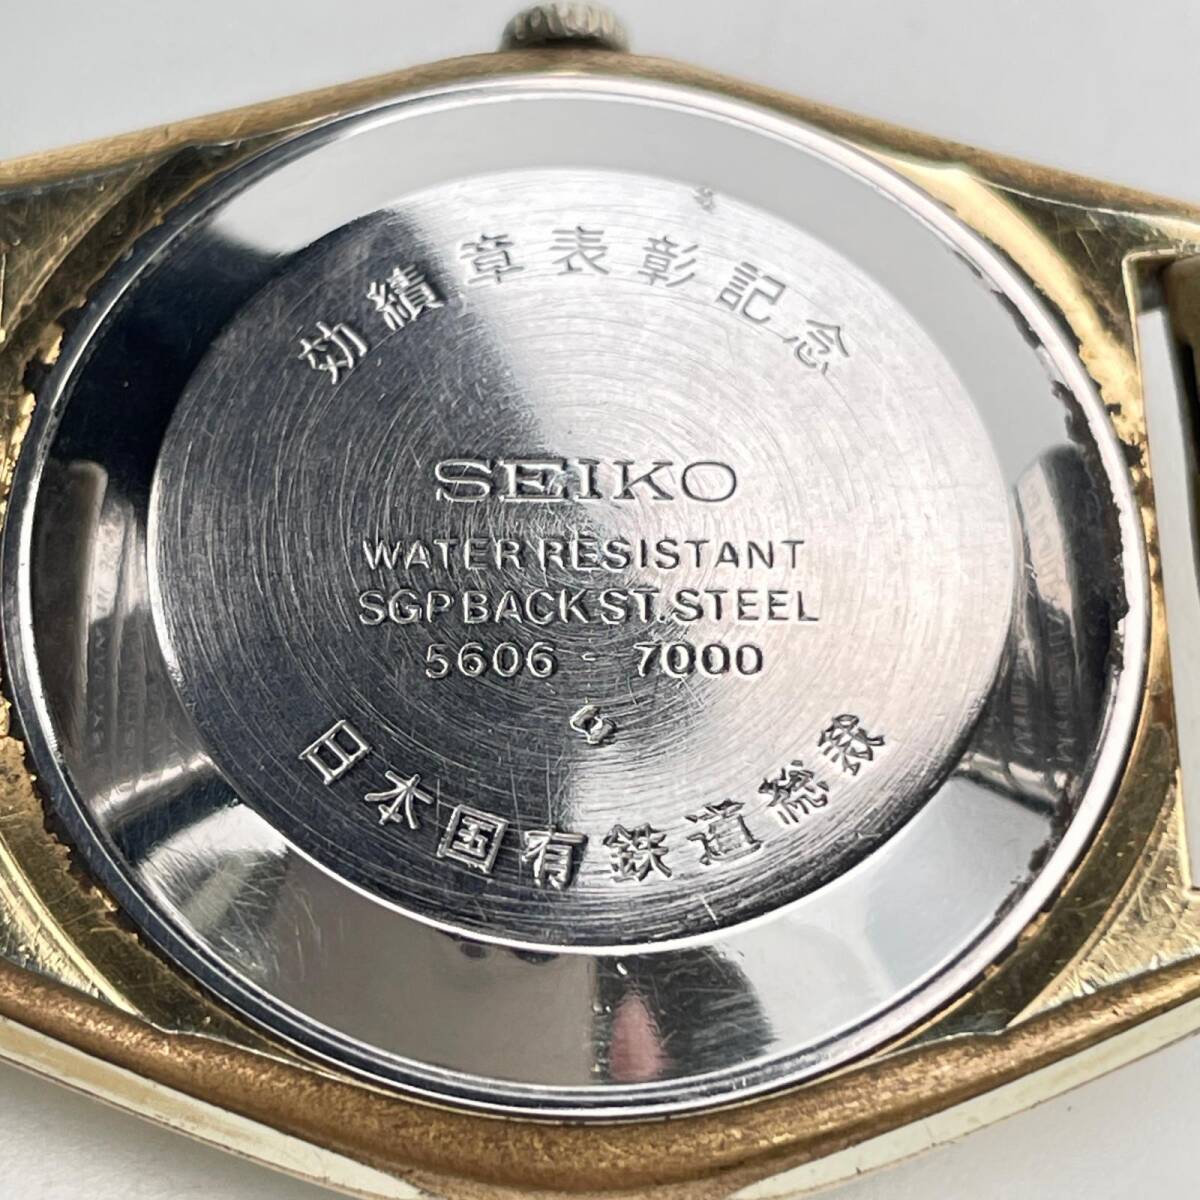 効績章表彰記念
SEIKO
WATER RESISTANT
SGP BACK ST. STEEL
5606-7000
日本国有鉄道総裁